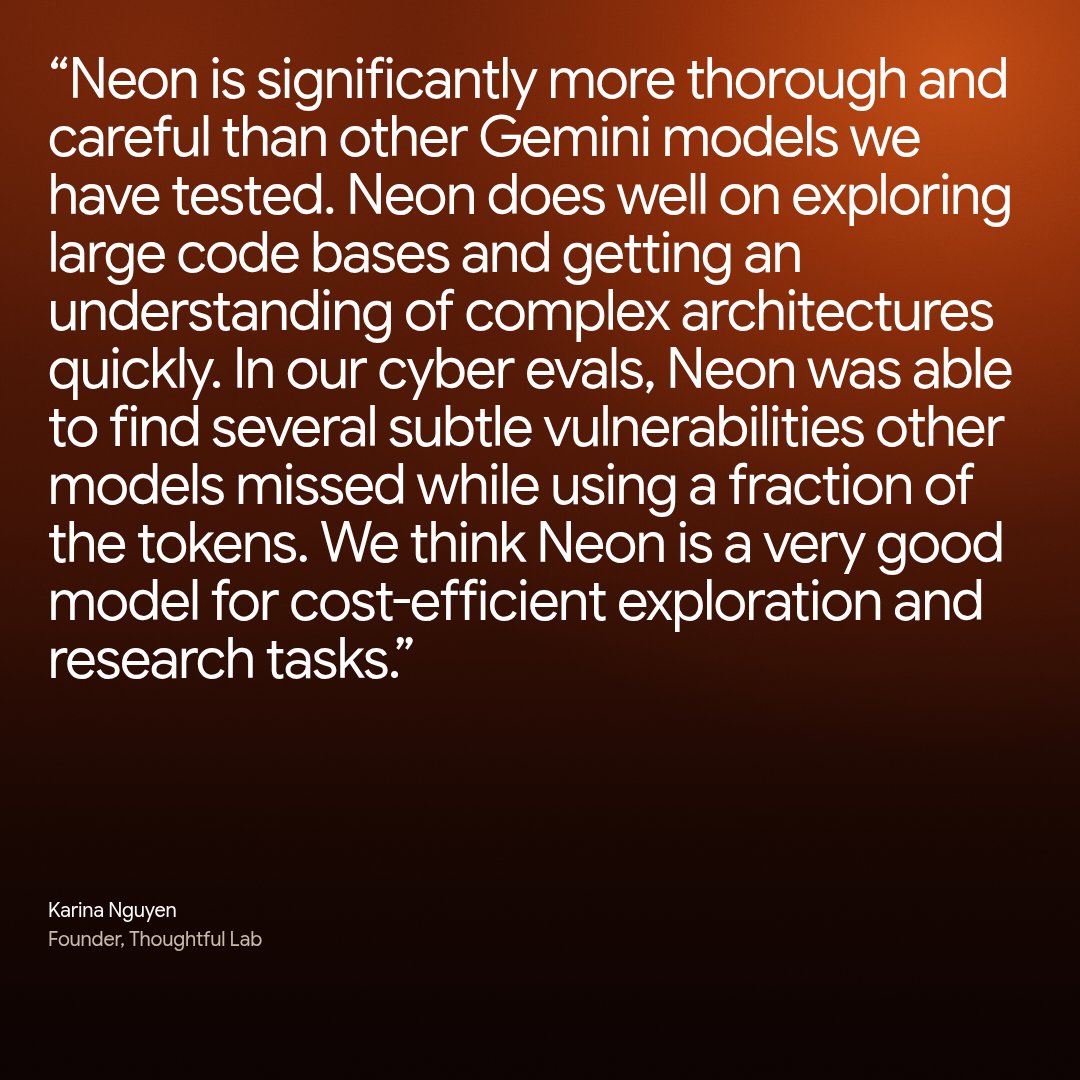 “Neon is significantly more thorough and
careful than other Gemini models we
have tested. Neon does well on exploring
large code bases and getting an
understanding of complex architectures
quickly. In our cyber evals, Neon was able
to find several subtle vulnerabilities other
models missed while using a fraction of
the tokens. We think Neon is a very good
model for cost-efficient exploration and
research tasks.”
Karina Nguyen
Founder, Thoughtful Lab